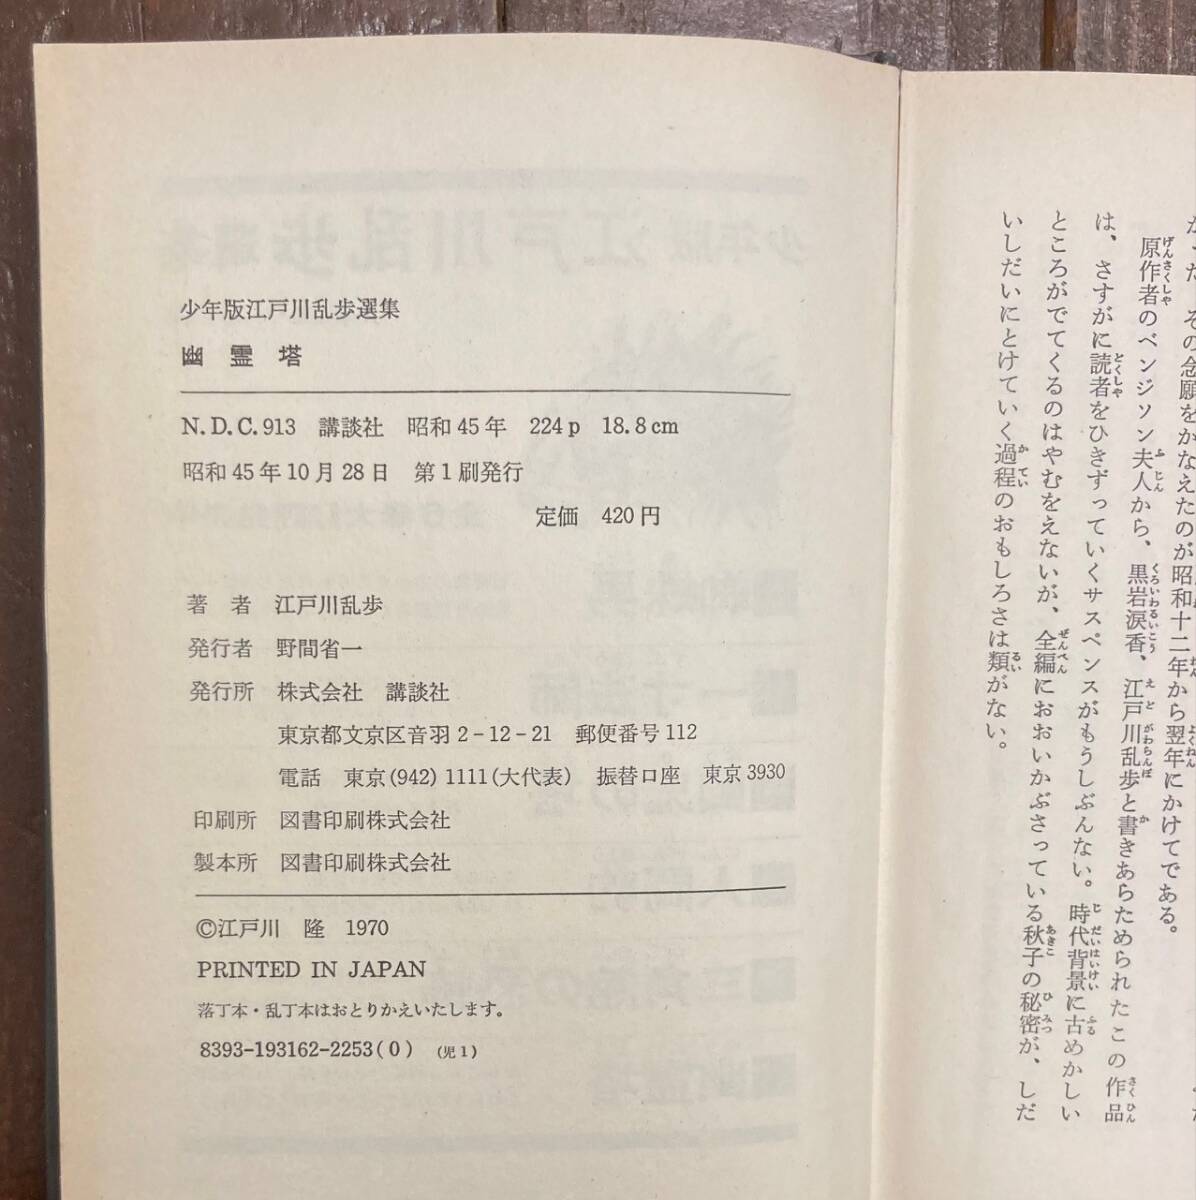 少年版江戸川乱歩選集
幽霊塔
N.D.C.913 講談社 昭和45年 224p 18.8cm
昭和45年10月28日 第1刷発行
定価 420円
著者 江戸川乱歩
発行者 野間省一
発行所 株式会社 講談社
東京都文京区音羽2-12-21 郵便番号112
電話 東京(942)1111(大代表) 振替口座 東京3930
印刷所 図書印刷株式会社
製本所 図書印刷株式会社
©江戸川 隆 1970
PRINTED IN JAPAN
落丁本・乱丁本はおとりかえいたします。
8393-193162-2253(0) (児1)
その念願をかなえたのが昭和十二年から翌年にかけてである。
原作者のベンジソン夫人から、黒岩涙香、江戸川乱歩と書きあらためられたこの作品
は、さすがに読者をひきずっていくサスペンスがもうしぶんない。時代背景に古めかしい
ところがでてくるのはやむをえないが、全編におおいかぶさっている秋子の秘密が、しだ
いしだいにとけていく過程のおもしろさは類がない。